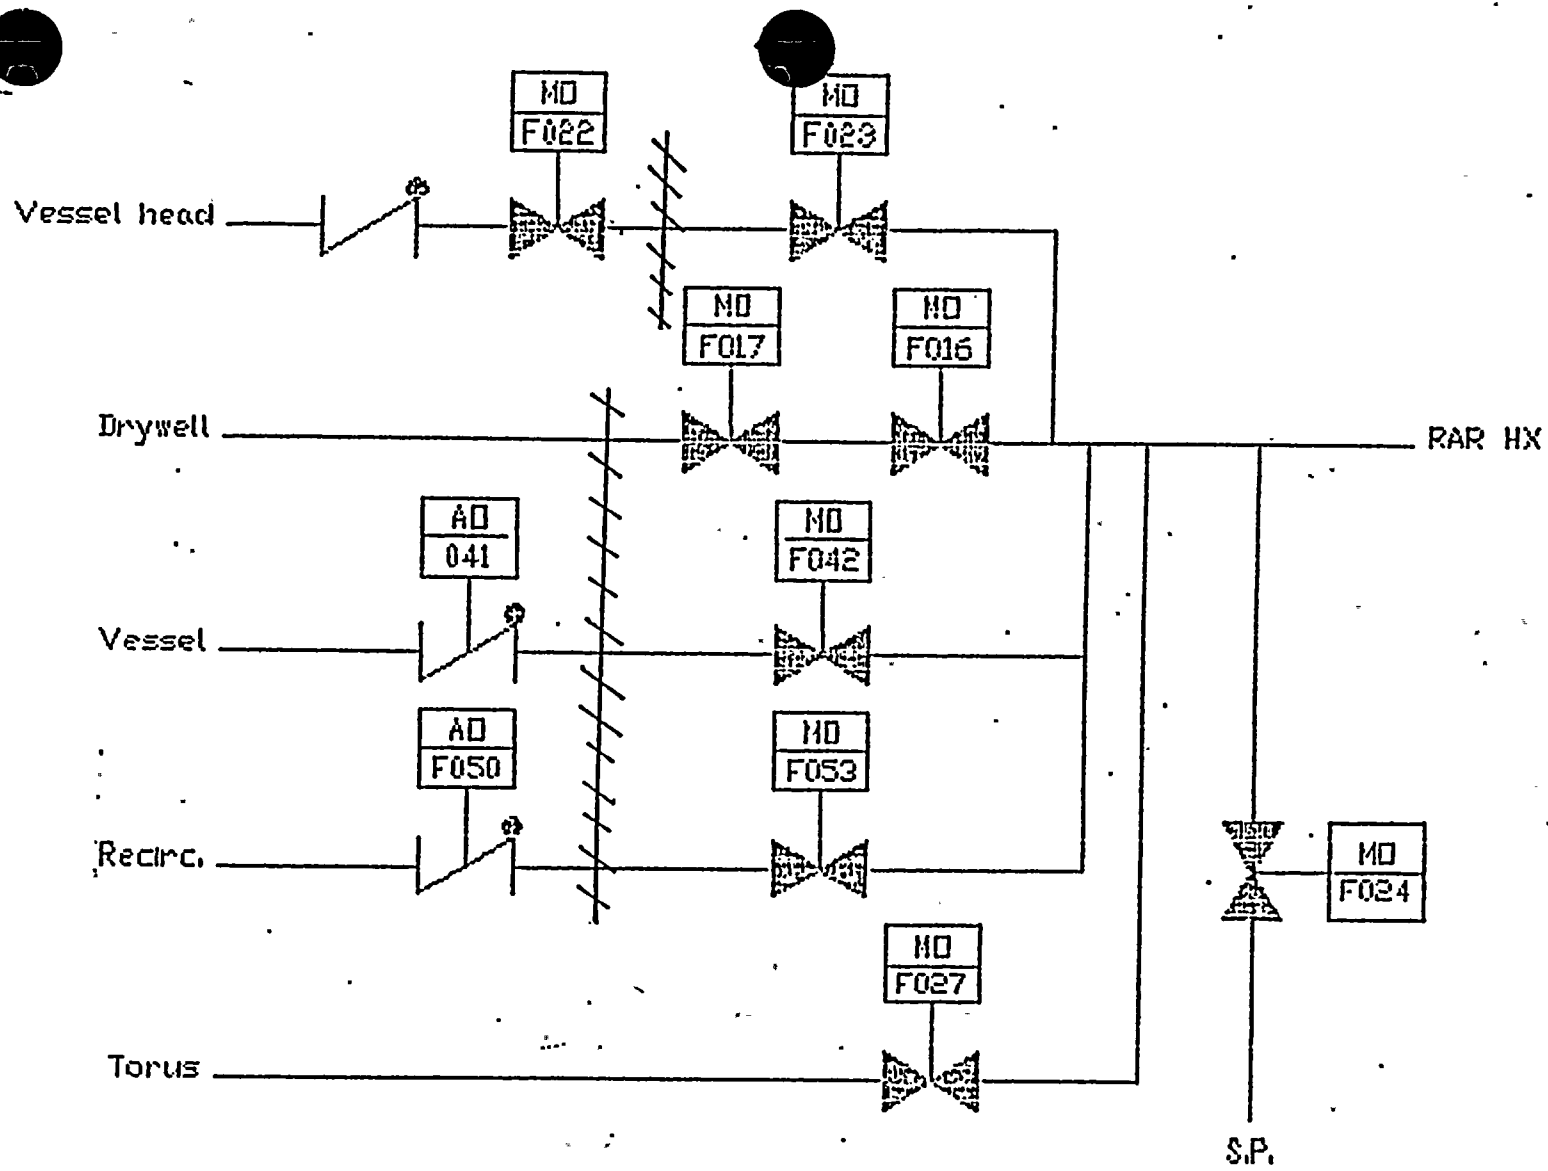 MO
F022
MO
F023
Vessel head
MO
F017
MO
F016
Drywell
RAR HX
AO
041
MO
F042
Vessel
AO
F050
MO
F053
Recirc.
MO
F024
MO
F027
Torus
S.P.